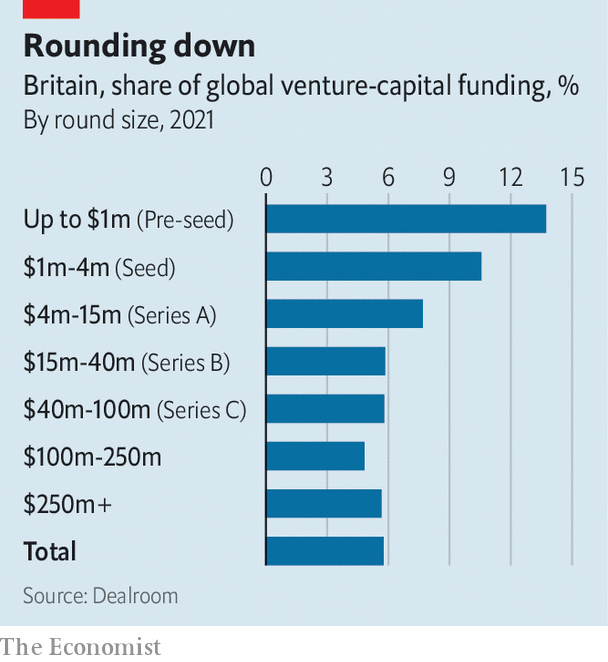 Rounding down
Britain, share of global venture-capital funding, %
By round size, 2021
0 3 6 9 12 15
Up to $1m (Pre-seed)
$1m-4m (Seed)
$4m-15m (Series A)
$15m-40m (Series B)
$40m-100m (Series C)
$100m-250m
$250m+
Total
Source: Dealroom
The Economist